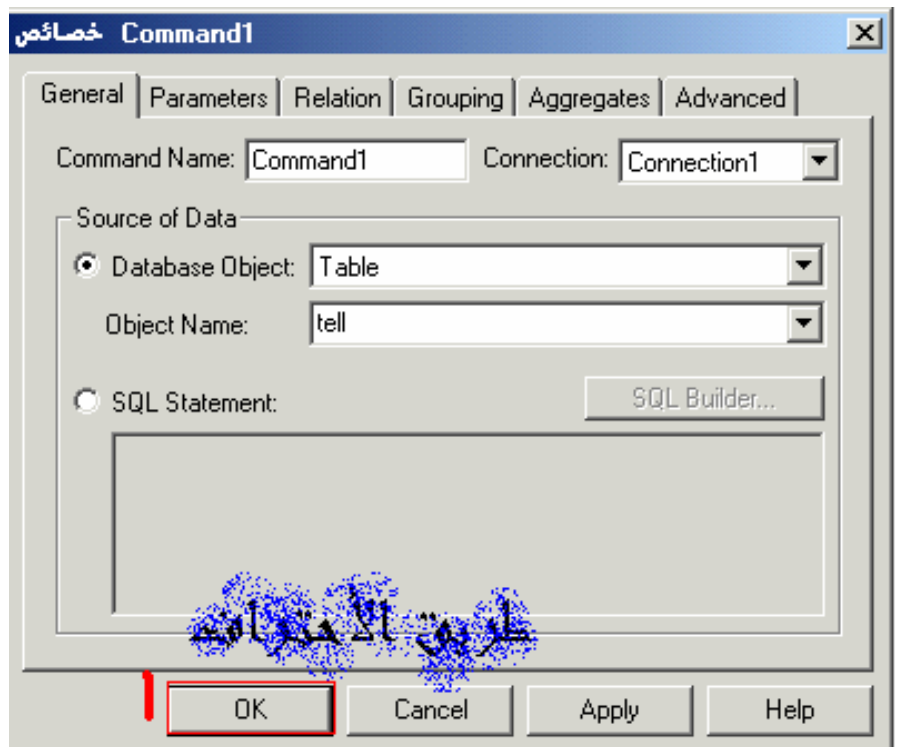 خصائص Command1
General Parameters Relation Grouping Aggregates Advanced
Command Name: Command1 Connection: Connection1
Source of Data
Database Object: Table
Object Name: tell
SQL Statement: SQL Builder...
طريق الأحتراف
1 OK Cancel Apply Help